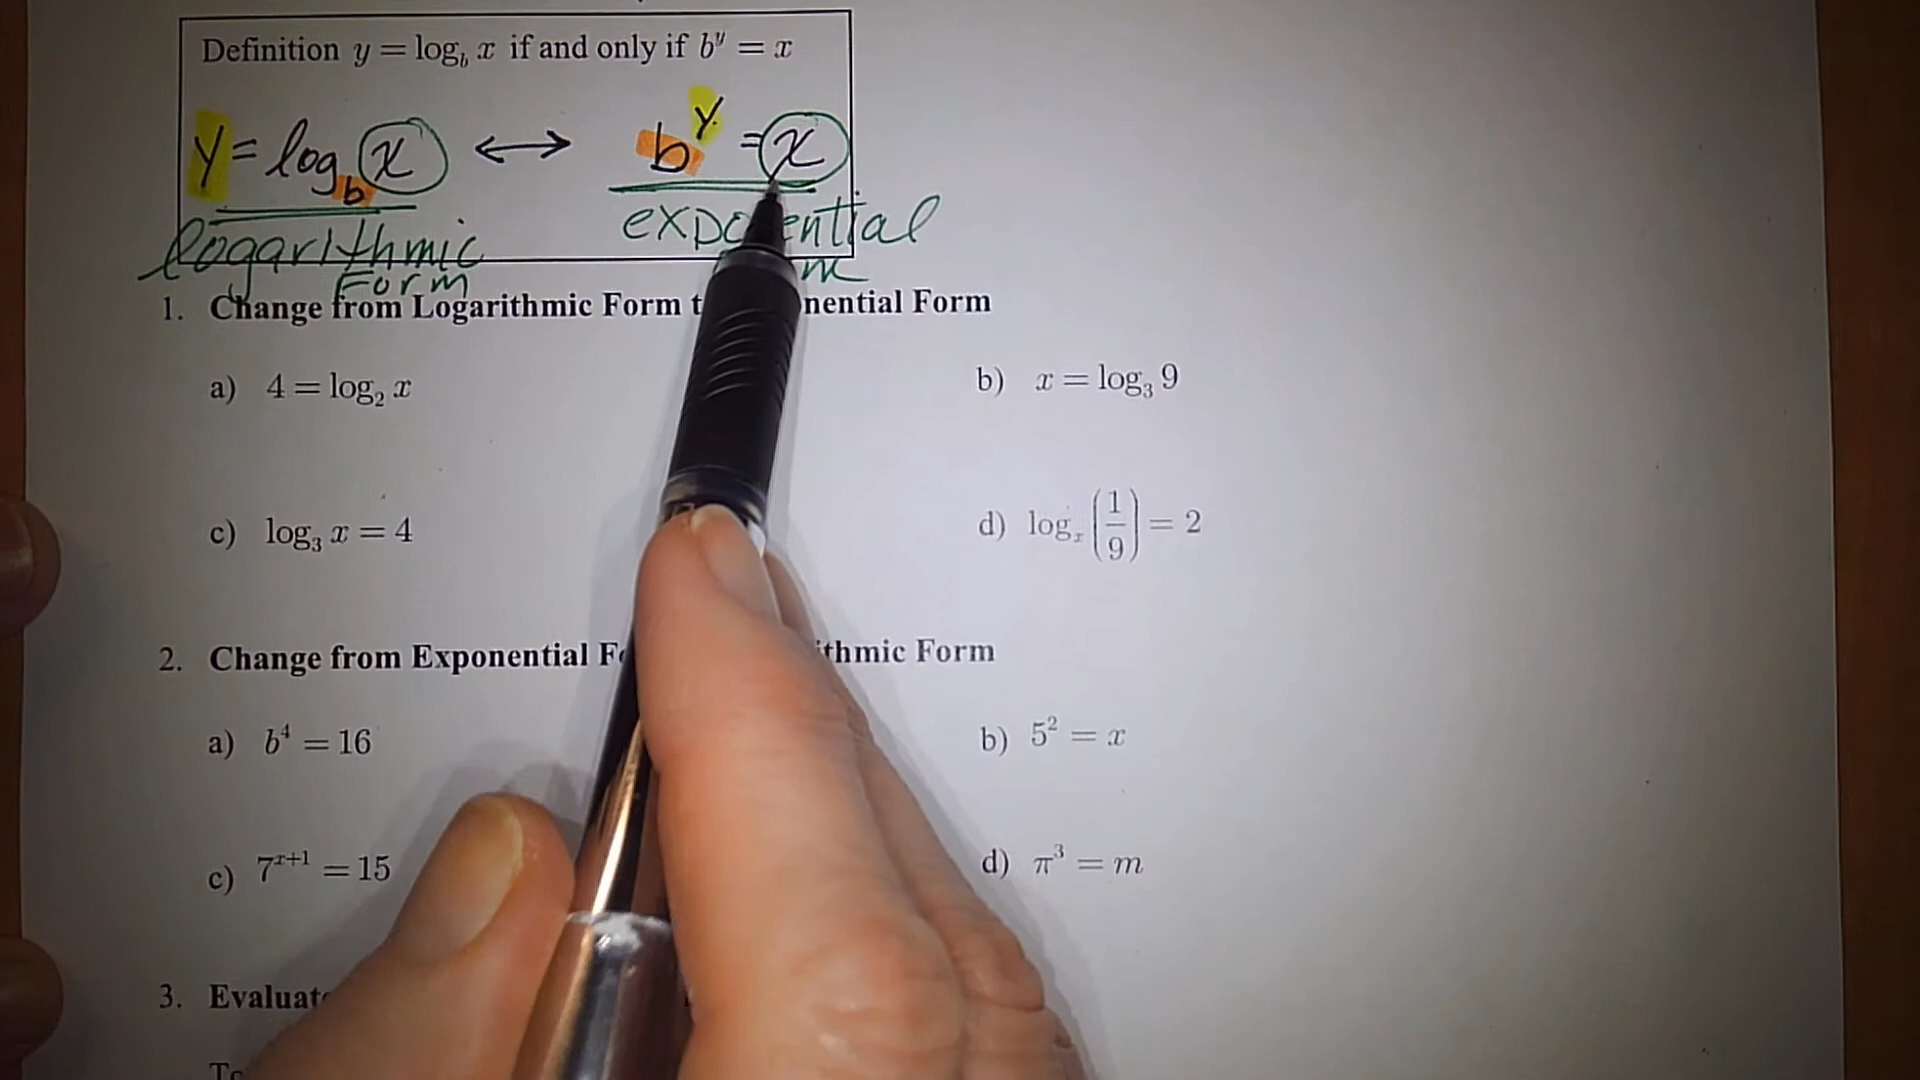 Definition y = log_b x if and only if b^y = x
y = log_b x ↔ b^y = x
logarithmic Form
1. Change from Logarithmic Form nential Form
a) 4 = log_2 x b) x = log_3 9
c) log_3 x = 4 d) log_x (1/9) = 2
2. Change from Exponential thmic Form
a) b^4 = 16 b) 5^2 = x
c) 7^{x+1} = 15 d) π^3 = m
3.